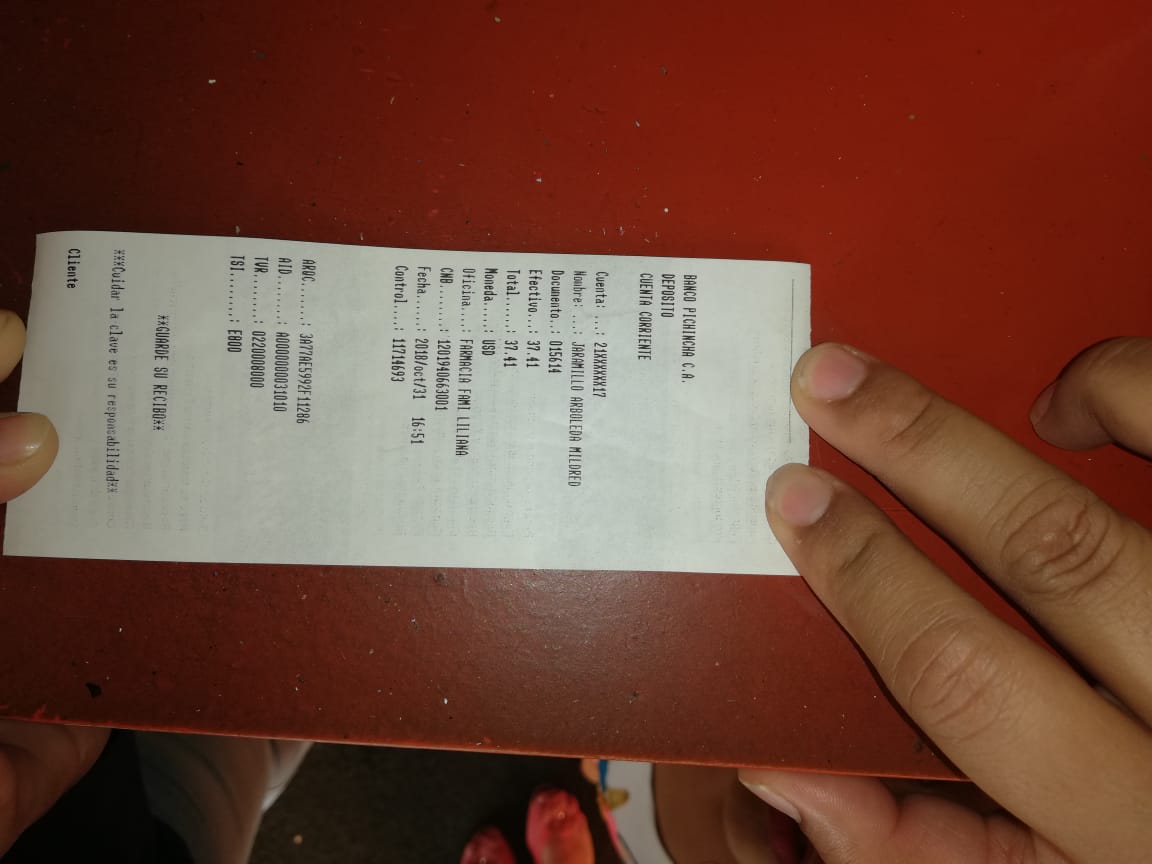 BANCO PICHINCHA C.A.
DEPOSITO
CUENTA CORRIENTE
Cuenta: ...: 21XXXXXX17
Nombre: ...: JARAMILLO ARBOLEDA MILDRED
Documento..: 015614
Efectivo...: 37.41
Total......: 37.41
Moneda.....: USD
Oficina....: FARMACIA FAMI LILIANA
CNB........: 1201940663001
Fecha......: 2018/oct/31 16:51
Control....: 11714693
ARQC.......: 3A77AE5992F11286
AID........: A0000000031010
TVR........: 0220008000
TSI........: E800
**GUARDE SU RECIBO**
***Cuidar la clave es su responsabilidad**
Cliente